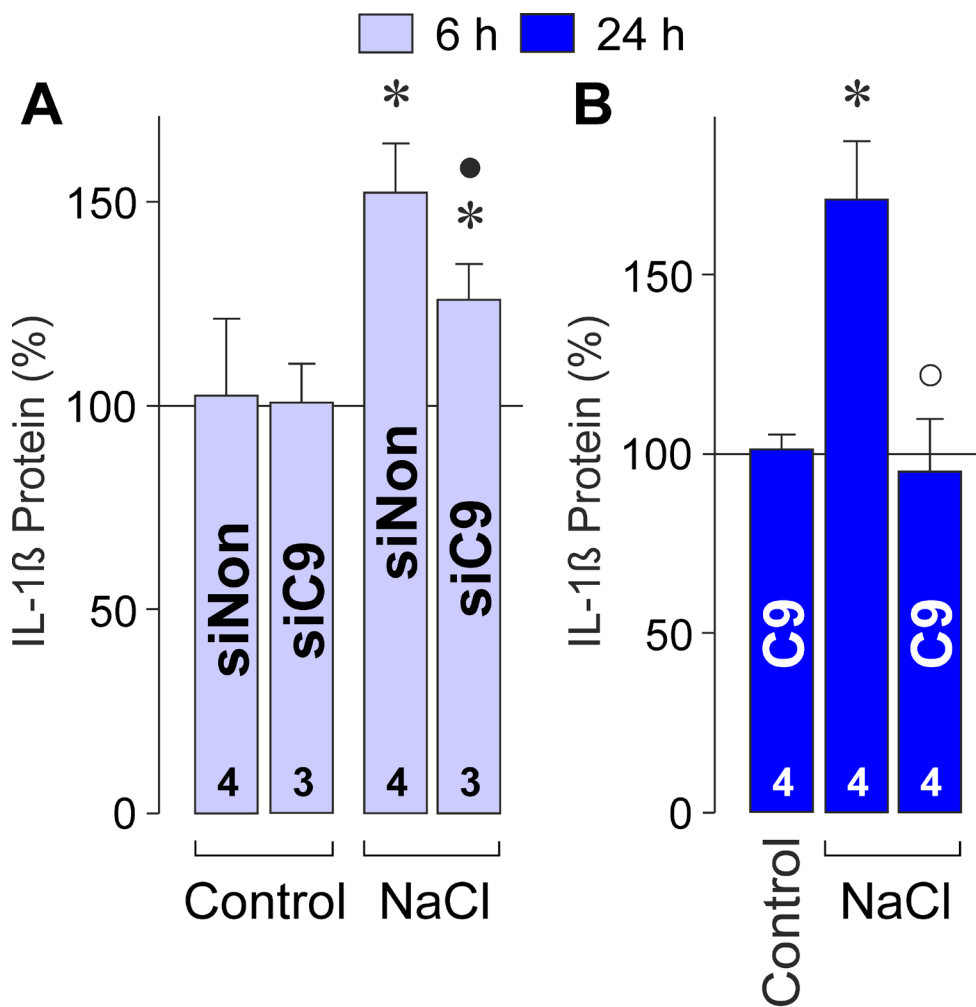 6 h 24 h
A
B
*
*
*
150
100
50
0
150
100
50
0
IL-1ß Protein (%)
IL-1ß Protein (%)
siNon
siC9
siNon
siC9
C9
C9
4 3 4 3
4 4 4
Control NaCl
Control NaCl